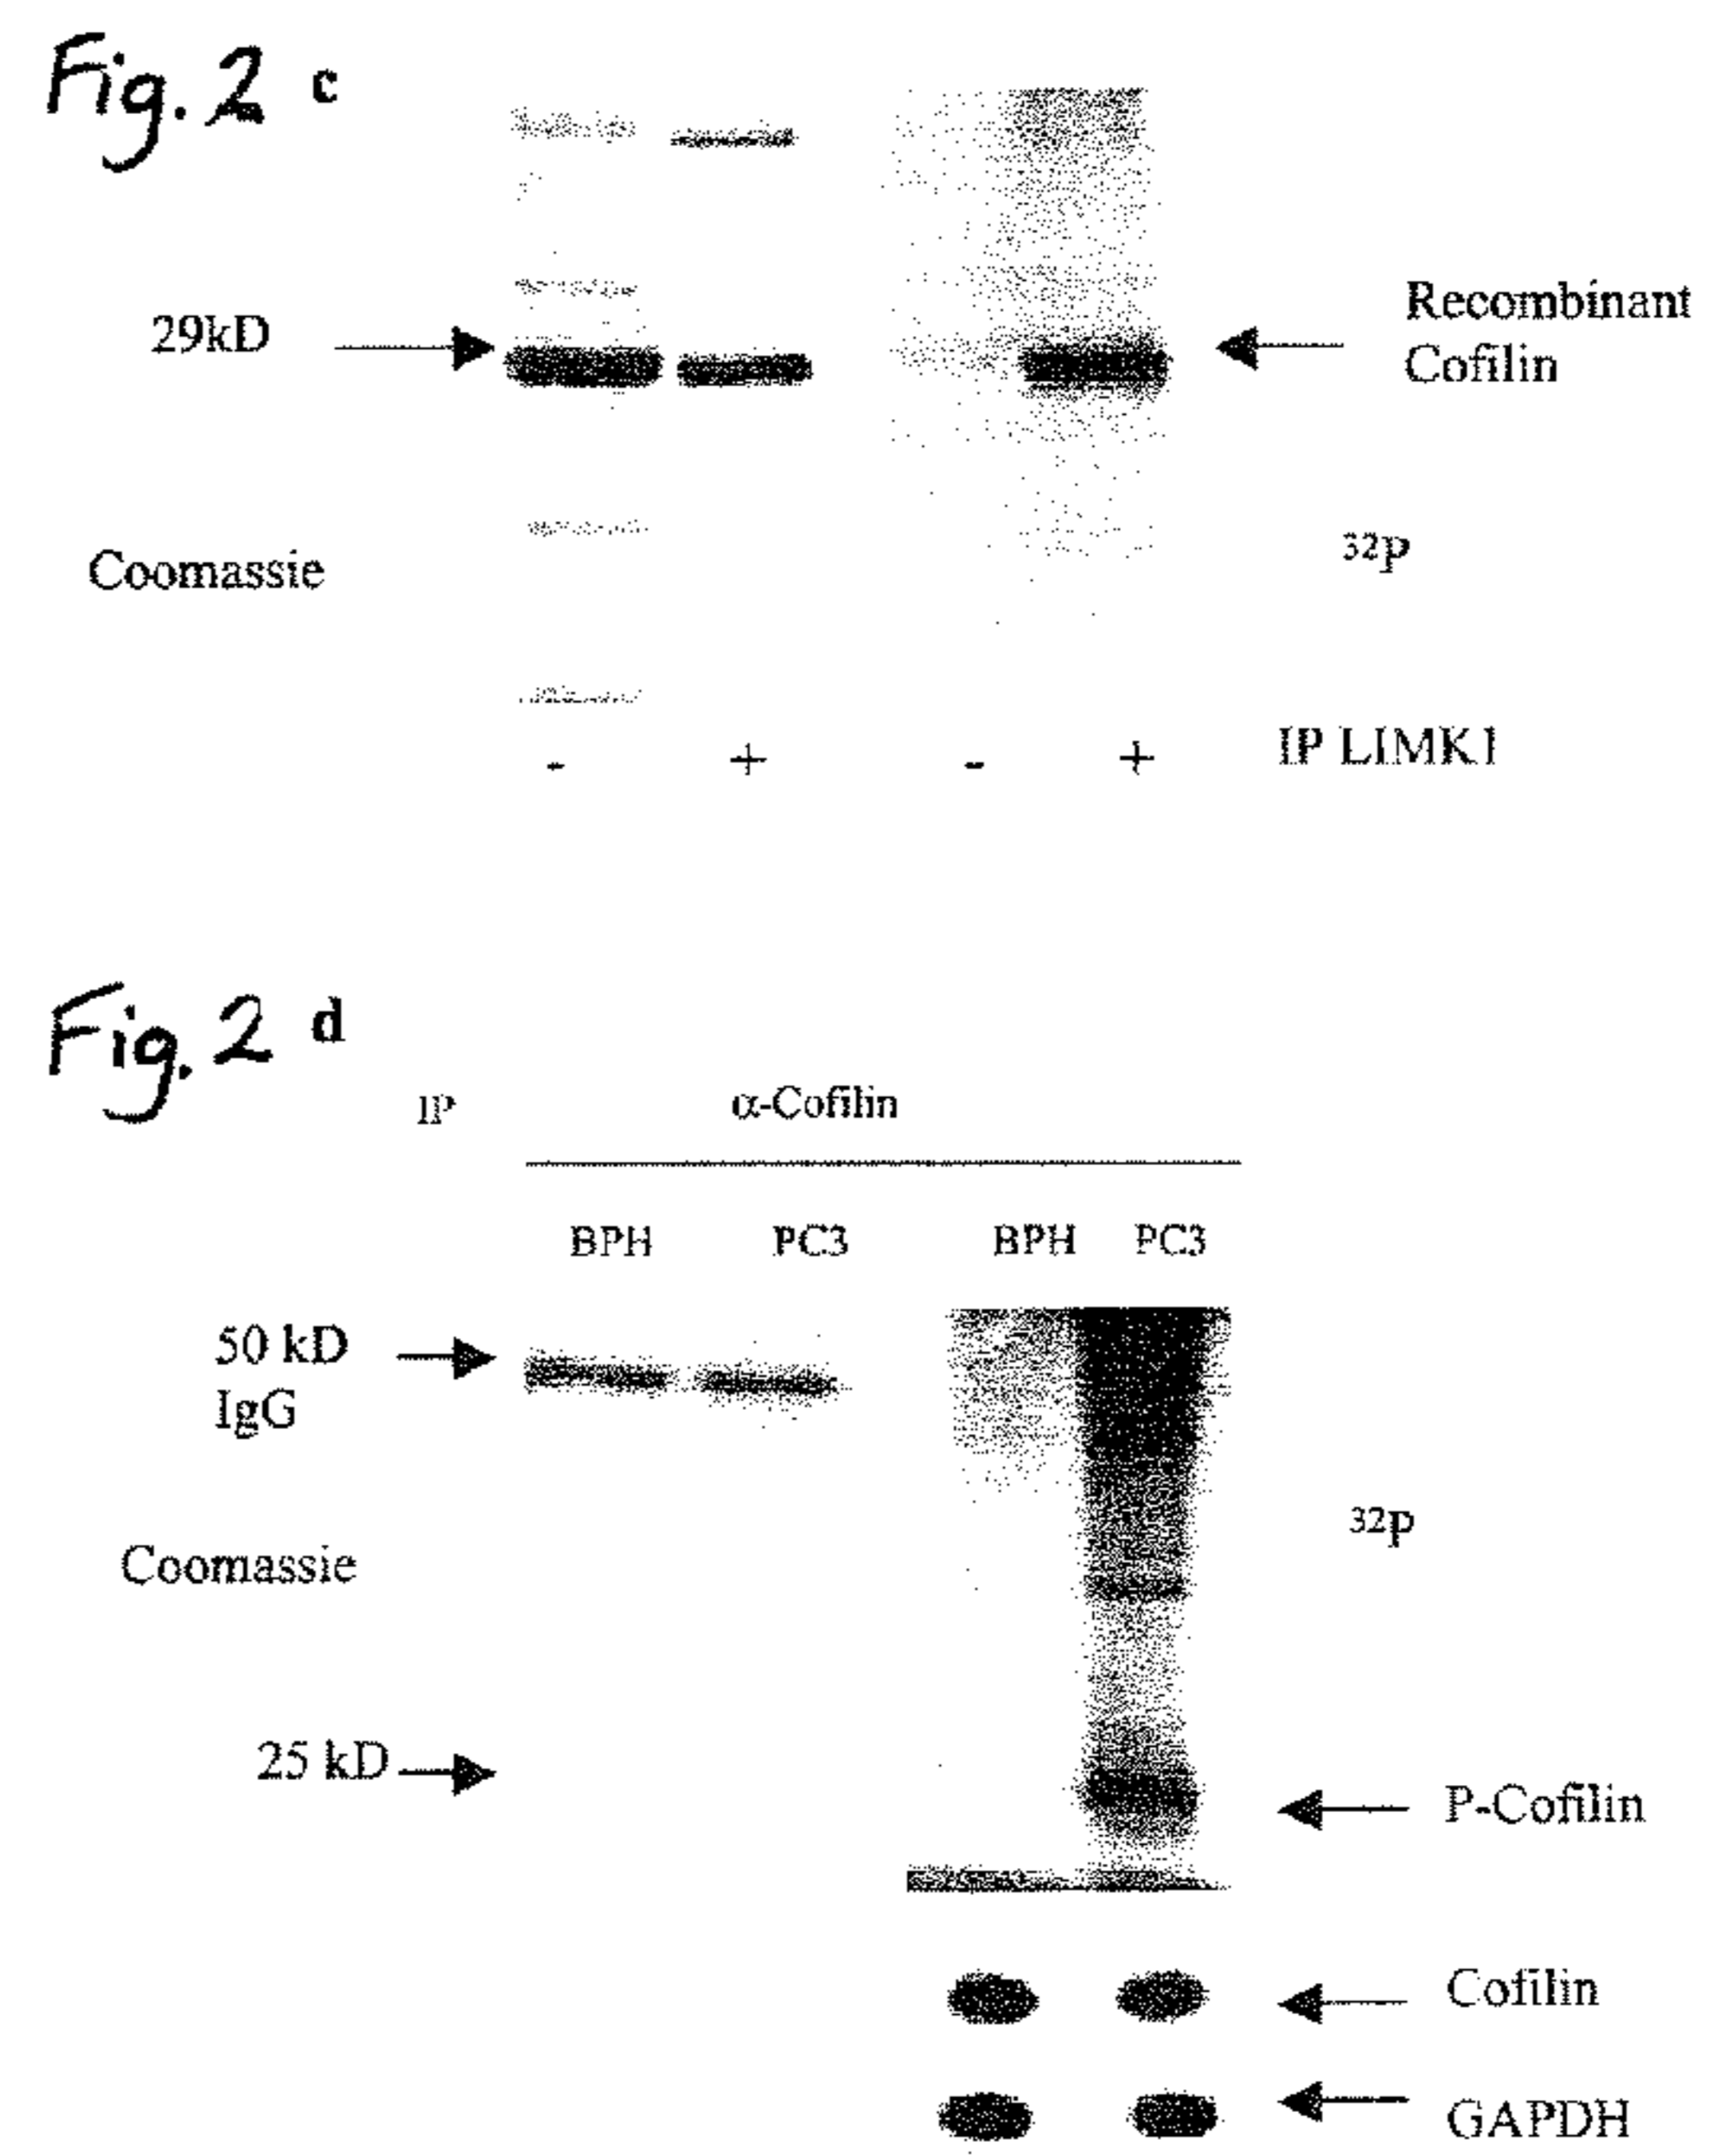 Fig. 2 c
29kD
Recombinant
Cofilin
Coomassie
32P
- + - + IP LIMK1
Fig. 2 d
IP α-Cofilin
BPH PC3 BPH PC3
50 kD
IgG
32P
Coomassie
25 kD
P-Cofilin
Cofilin
GAPDH